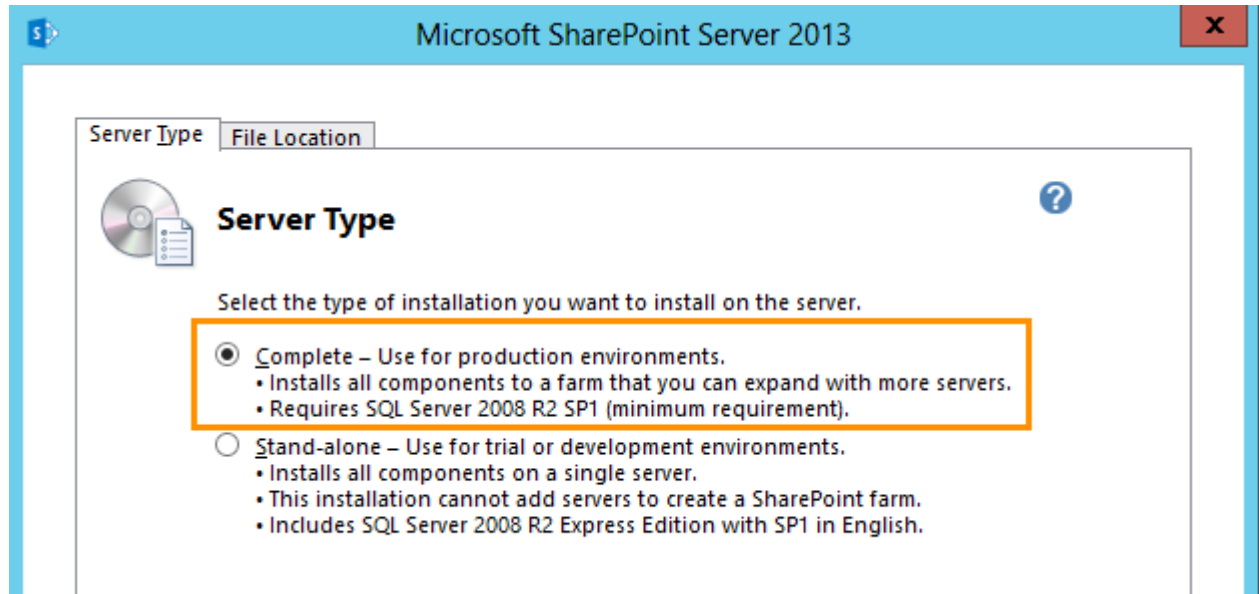 Microsoft SharePoint Server 2013
Server Type
File Location
Server Type
Select the type of installation you want to install on the server.
Complete – Use for production environments.
• Installs all components to a farm that you can expand with more servers.
• Requires SQL Server 2008 R2 SP1 (minimum requirement).
Stand-alone – Use for trial or development environments.
• Installs all components on a single server.
• This installation cannot add servers to create a SharePoint farm.
• Includes SQL Server 2008 R2 Express Edition with SP1 in English.